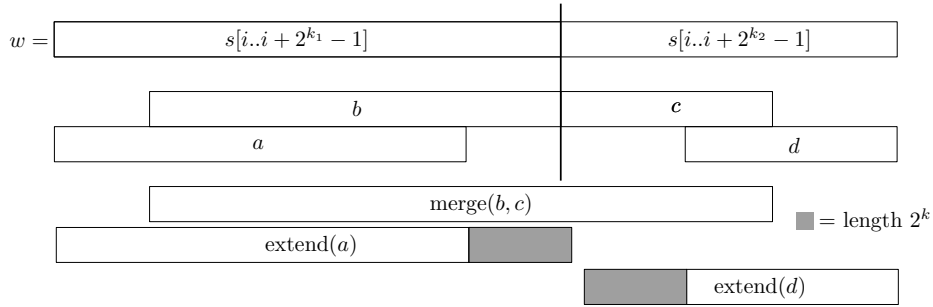 w = s[i..i + 2^{k_1} − 1] s[i..i + 2^{k_2} − 1]
b c
a d
merge(b, c)
= length 2^k
extend(a)
extend(d)